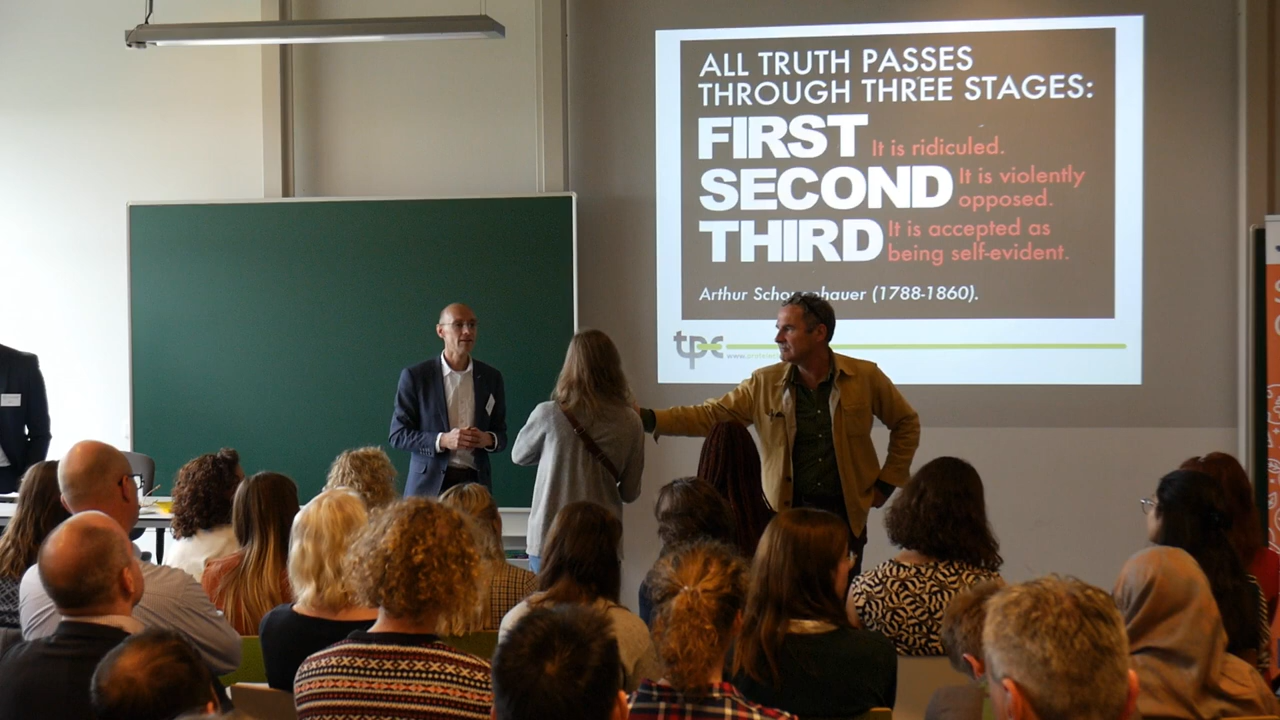 ALL TRUTH PASSES
THROUGH THREE STAGES:
FIRST It is ridiculed.
SECOND It is violently
opposed.
THIRD It is accepted as
being self-evident.
Arthur (1788-1860).
tpc